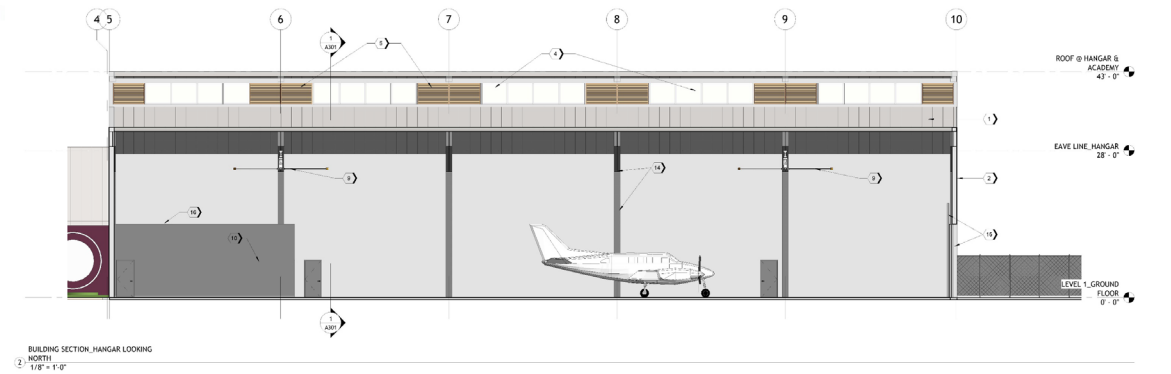 4 5 6 7 8 9 10
1
A301
5
4
ROOF @ HANGAR &
ACADEMY
43' - 0"
1
EAVE LINE_HANGAR
28' - 0"
14
9
9
2
16
10
16
LEVEL 1_GROUND
FLOOR
0' - 0"
1
A301
BUILDING SECTION_HANGAR LOOKING
NORTH
2
1/8" = 1'-0"